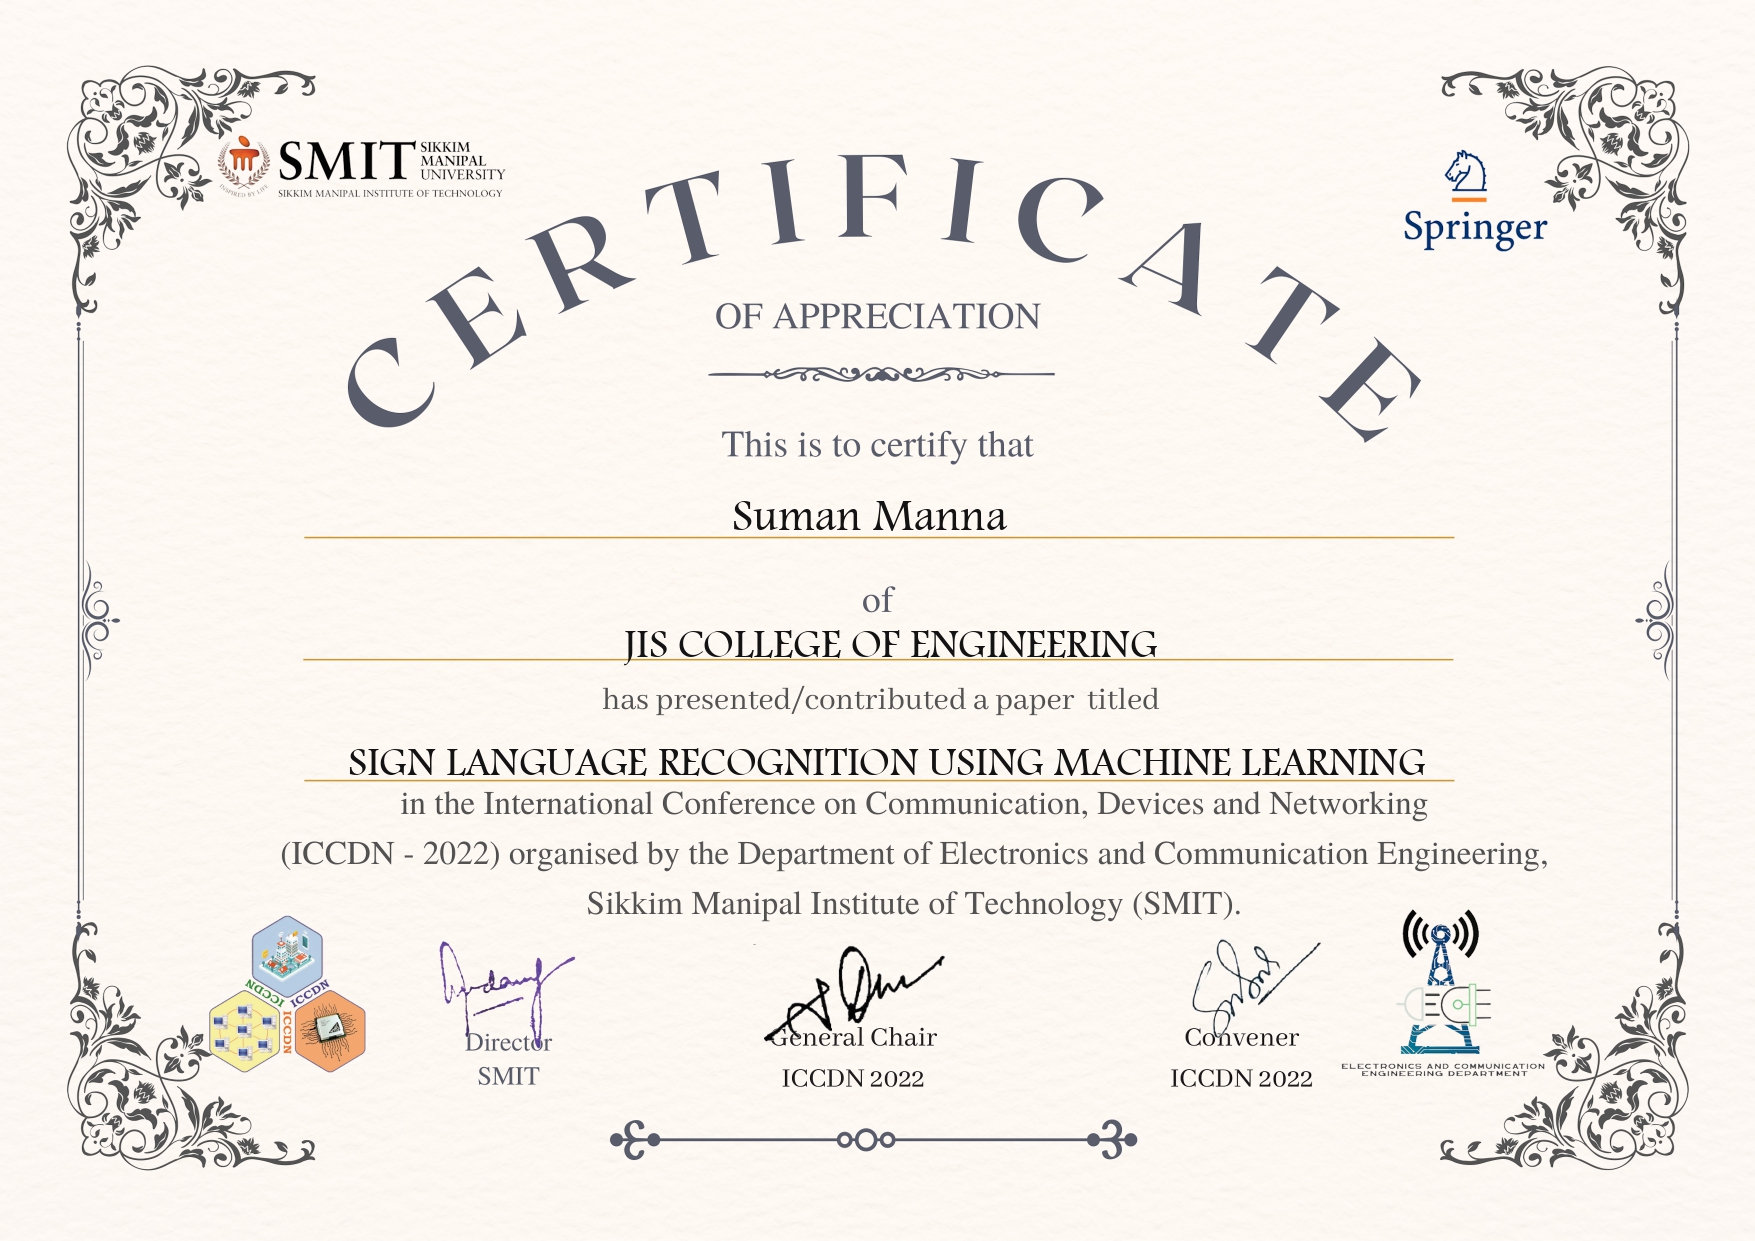 SMIT SIKKIM
MANIPAL
UNIVERSITY
SIKKIM MANIPAL INSTITUTE OF TECHNOLOGY
INSPIRED BY LIFE
Springer
CERTIFICATE
OF APPRECIATION
This is to certify that
Suman Manna
of
JIS COLLEGE OF ENGINEERING
has presented/contributed a paper titled
SIGN LANGUAGE RECOGNITION USING MACHINE LEARNING
in the International Conference on Communication, Devices and Networking
(ICCDN - 2022) organised by the Department of Electronics and Communication Engineering,
Sikkim Manipal Institute of Technology (SMIT).
ICCDN
ICCDN
ICCDN
Director
SMIT
General Chair
ICCDN 2022
Convener
ICCDN 2022
ELECTRONICS AND COMMUNICATION
ENGINEERING DEPARTMENT